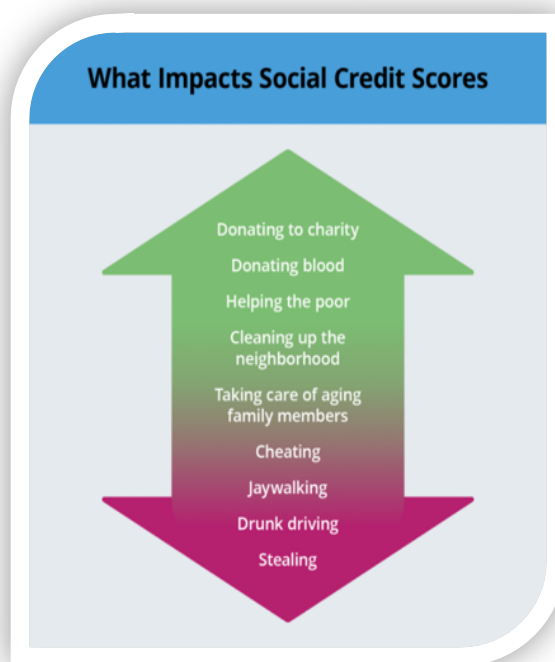 What Impacts Social Credit Scores
Donating to charity
Donating blood
Helping the poor
Cleaning up the
neighborhood
Taking care of aging
family members
Cheating
Jaywalking
Drunk driving
Stealing